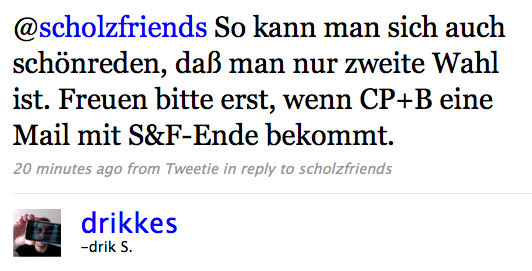 @scholzfriends So kann man sich auch
schönreden, daß man nur zweite Wahl
ist. Freuen bitte erst, wenn CP+B eine
Mail mit S&F-Ende bekommt.
20 minutes ago from Tweetie in reply to scholzfriends
drikkes
–drik S.